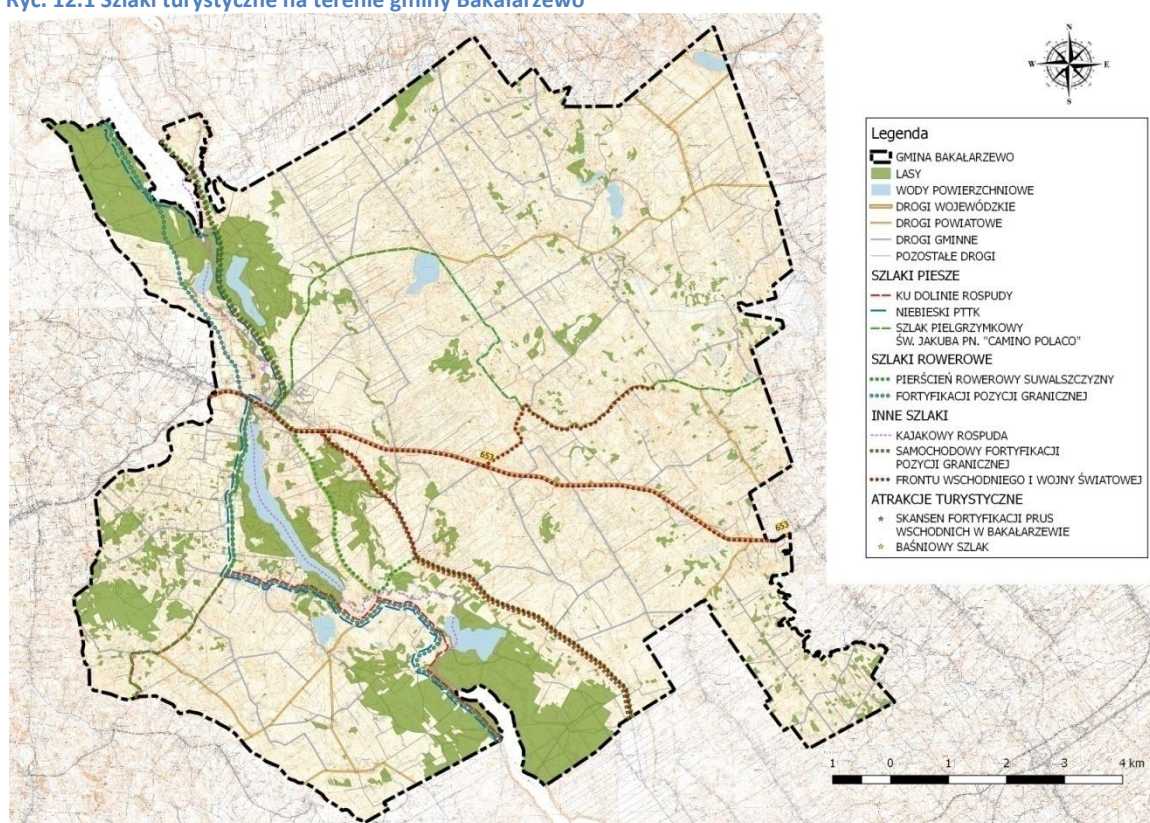 Ryc. 12.1 Szlaki turystyczne na terenie gminy Bakałarzewo
N
W E
S
Legenda
GMINA BAKAŁARZEWO
LASY
WODY POWIERZCHNIOWE
DROGI WOJEWÓDZKIE
DROGI POWIATOWE
DROGI GMINNE
POZOSTAŁE DROGI
SZLAKI PIESZE
KU DOLINIE ROSPUDY
NIEBIESKI PTTK
SZLAK PIELGRZYMKOWY
ŚW. JAKUBA PN. "CAMINO POLACO"
SZLAKI ROWEROWE
PIERŚCIEŃ ROWEROWY SUWALSZCZYZNY
FORTYFIKACJI POZYCJI GRANICZNEJ
INNE SZLAKI
KAJAKOWY ROSPUDA
SAMOCHODOWY FORTYFIKACJI
POZYCJI GRANICZNEJ
FRONTU WSCHODNIEGO I WOJNY ŚWIATOWEJ
ATRAKCJE TURYSTYCZNE
SKANSEN FORTYFIKACJI PRUS
WSCHODNICH W BAKAŁARZEWIE
BAŚNIOWY SZLAK
653
653
1 0 1 2 3 4 km